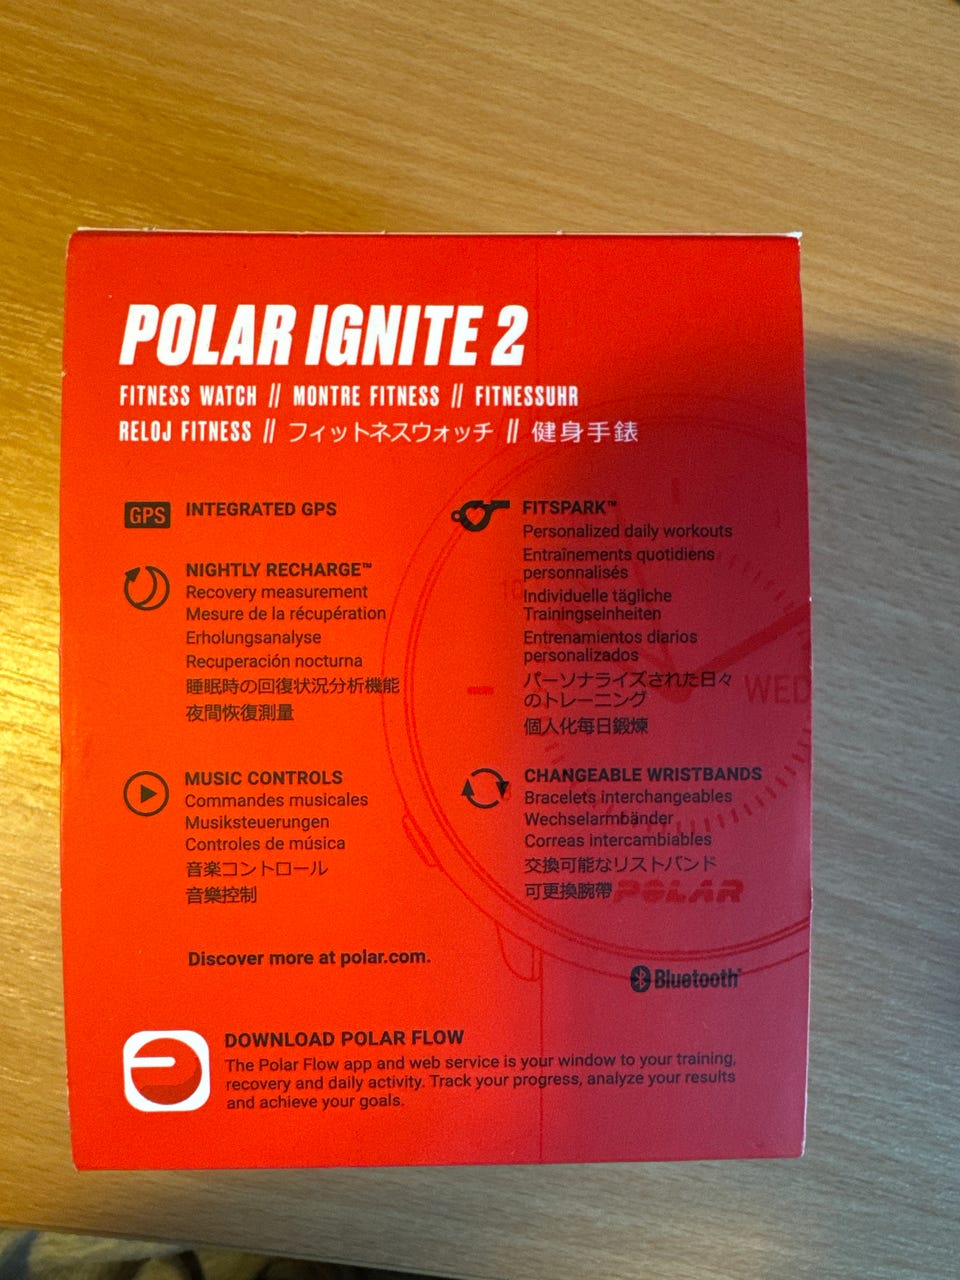 POLAR IGNITE 2
FITNESS WATCH // MONTRE FITNESS // FITNESSUHR
RELOJ FITNESS // フィットネスウォッチ // 健身手錶
GPS
INTEGRATED GPS
NIGHTLY RECHARGE™
Recovery measurement
Mesure de la récupération
Erholungsanalyse
Recuperación nocturna
睡眠時の回復状況分析機能
夜間恢復測量
FITSPARK™
Personalized daily workouts
Entraînements quotidiens
personnalisés
Individuelle tägliche
Trainingseinheiten
Entrenamientos diarios
personalizados
パーソナライズされた日々
のトレーニング
個人化每日鍛煉
10
WED
MUSIC CONTROLS
Commandes musicales
Musiksteuerungen
Controles de música
音楽コントロール
音樂控制
CHANGEABLE WRISTBANDS
Bracelets interchangeables
Wechselarmbänder
Correas intercambiables
交換可能なリストバンド
可更換腕帶
POLAR
Discover more at polar.com.
Bluetooth®
DOWNLOAD POLAR FLOW
The Polar Flow app and web service is your window to your training,
recovery and daily activity. Track your progress, analyze your results
and achieve your goals.